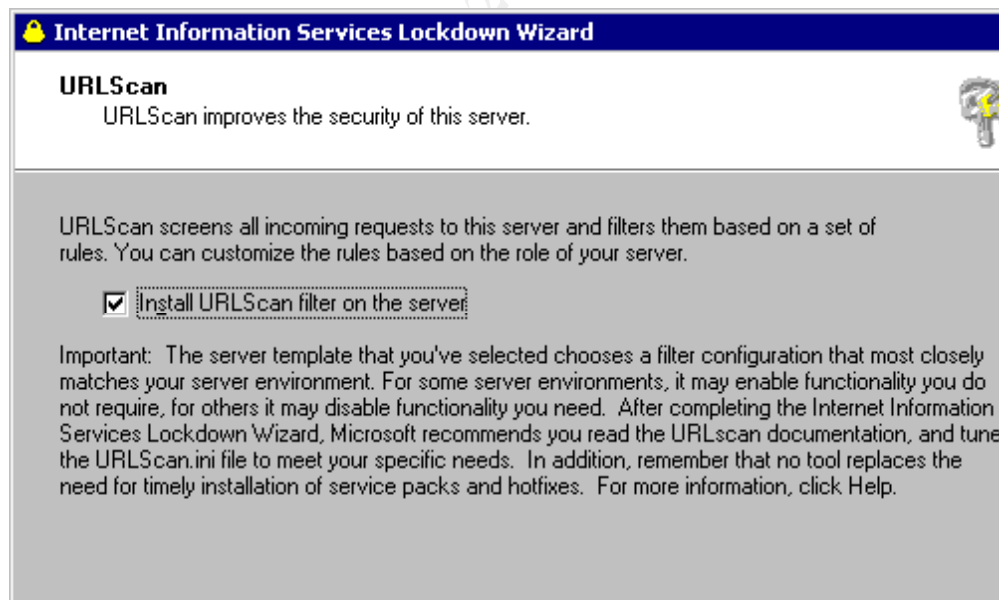 Internet Information Services Lockdown Wizard
URLScan
URLScan improves the security of this server.
URLScan screens all incoming requests to this server and filters them based on a set of
rules. You can customize the rules based on the role of your server.
Install URLScan filter on the server
Important:  The server template that you've selected chooses a filter configuration that most closely
matches your server environment. For some server environments, it may enable functionality you do
not require, for others it may disable functionality you need.  After completing the Internet Information
Services Lockdown Wizard, Microsoft recommends you read the URLscan documentation, and tune
the URLScan.ini file to meet your specific needs.  In addition, remember that no tool replaces the
need for timely installation of service packs and hotfixes.  For more information, click Help.